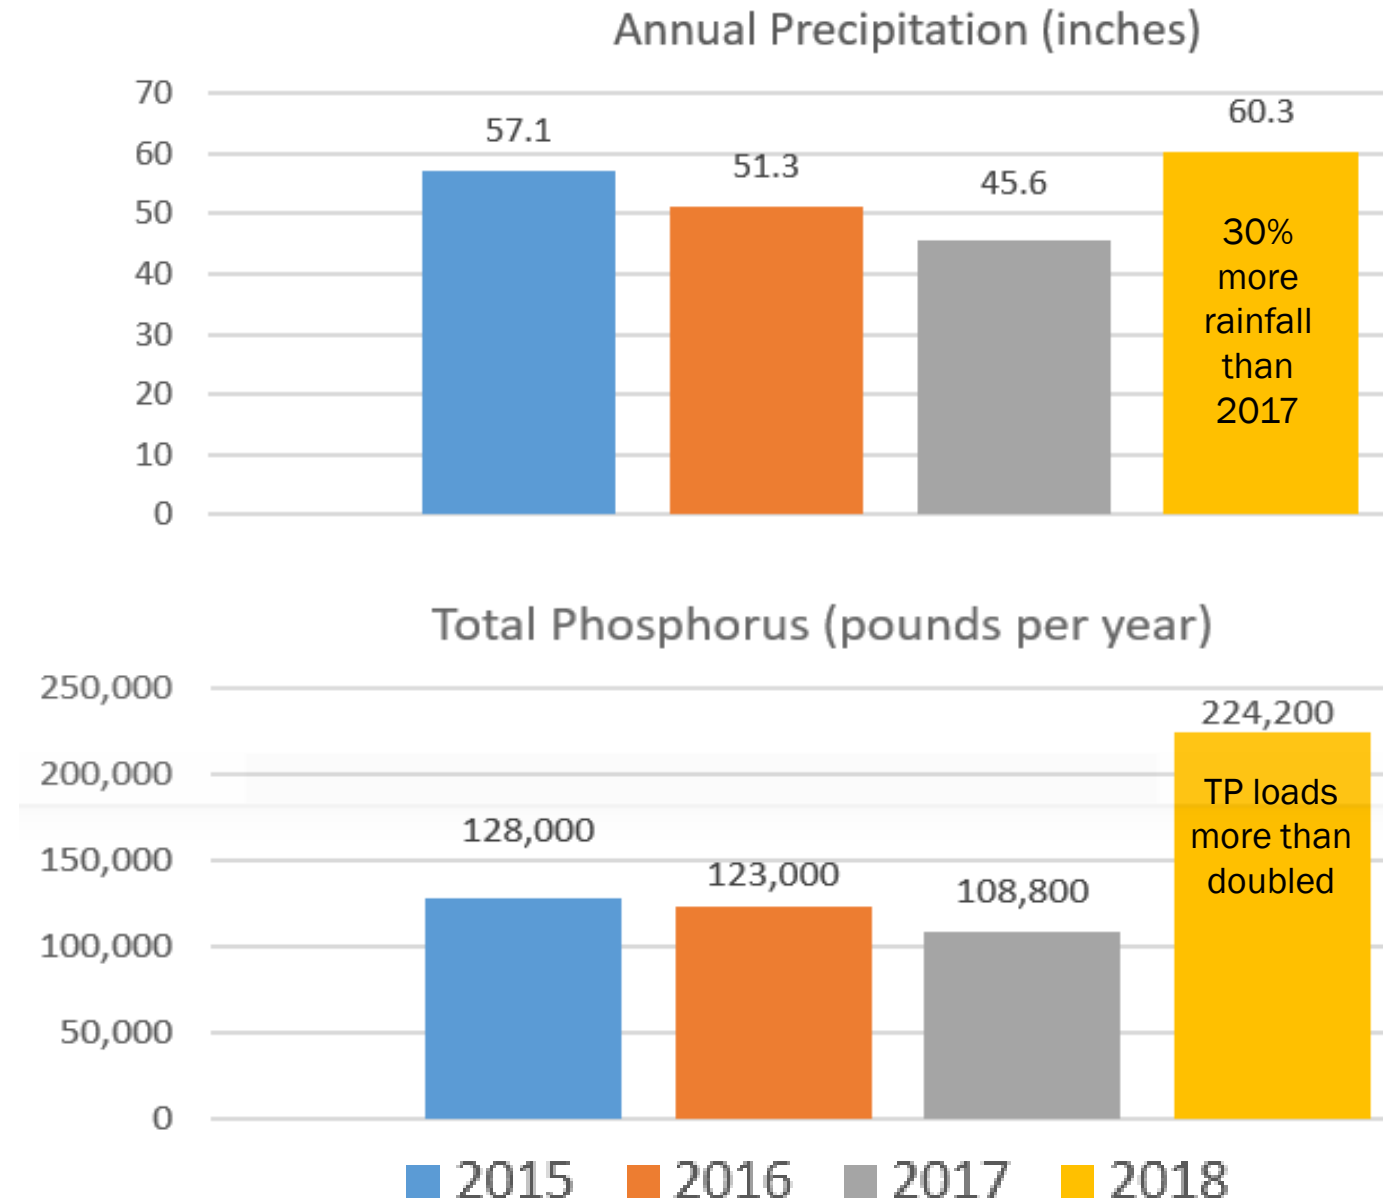 Annual Precipitation (inches)
70
60
50
40
30
20
10
0
57.1
51.3
45.6
60.3
30%
more
rainfall
than
2017
Total Phosphorus (pounds per year)
250,000
200,000
150,000
100,000
50,000
0
128,000
123,000
108,800
224,200
TP loads
more than
doubled
2015 2016 2017 2018